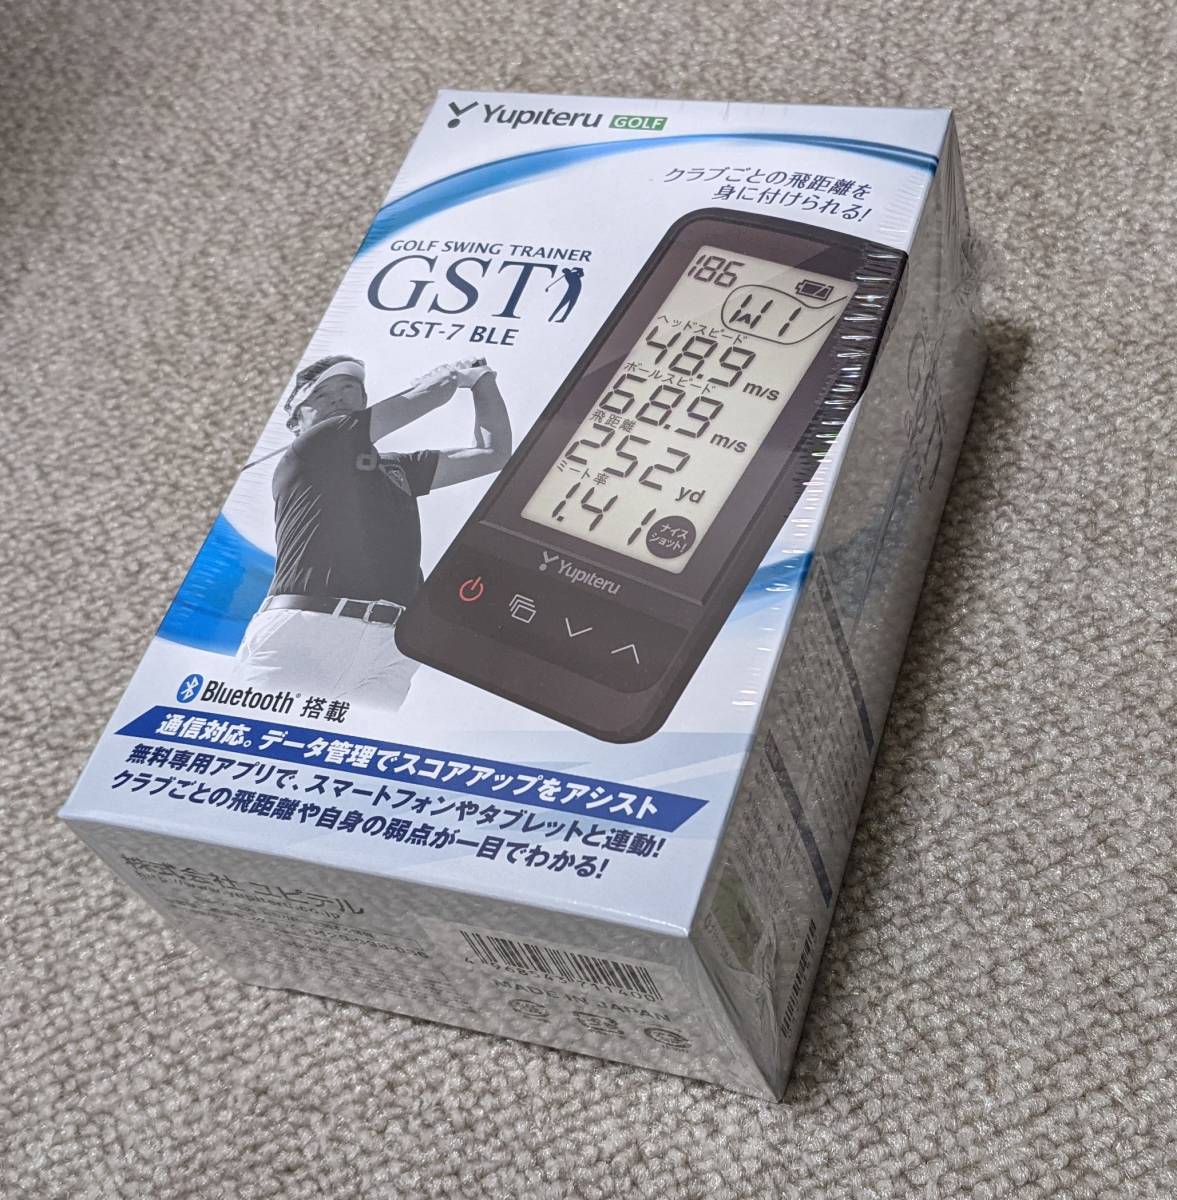 Yupiteru GOLF
クラブごとの飛距離を
身に付けられる!
GOLF SWING TRAINER
GST
GST-7 BLE
186
W1
ヘッドスピード
48.9 m/s
ボールスピード
68.9 m/s
飛距離
252 yd
ミート率
1.41
ナイス
ショット!
Yupiteru
Bluetooth® 搭載
通信対応。データ管理でスコアアップをアシスト
無料専用アプリで、スマートフォンやタブレットと連動!
クラブごとの飛距離や自身の弱点が一目でわかる!
株式会社 ユピテル
MADE IN JAPAN